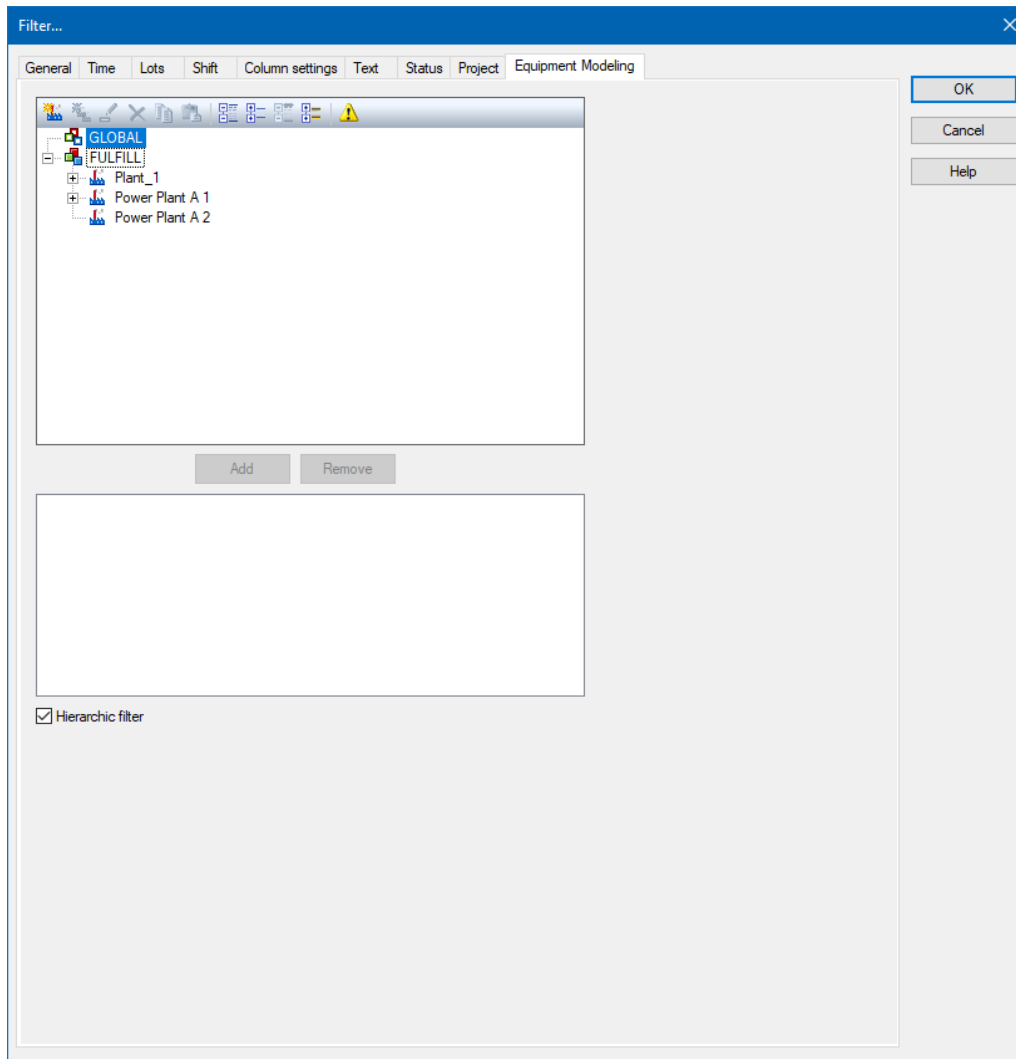 Filter...
General Time Lots Shift Column settings Text Status Project Equipment Modeling
OK
Cancel
Help
GLOBAL
FULFILL
Plant_1
Power Plant A 1
Power Plant A 2
Add Remove
Hierarchic filter